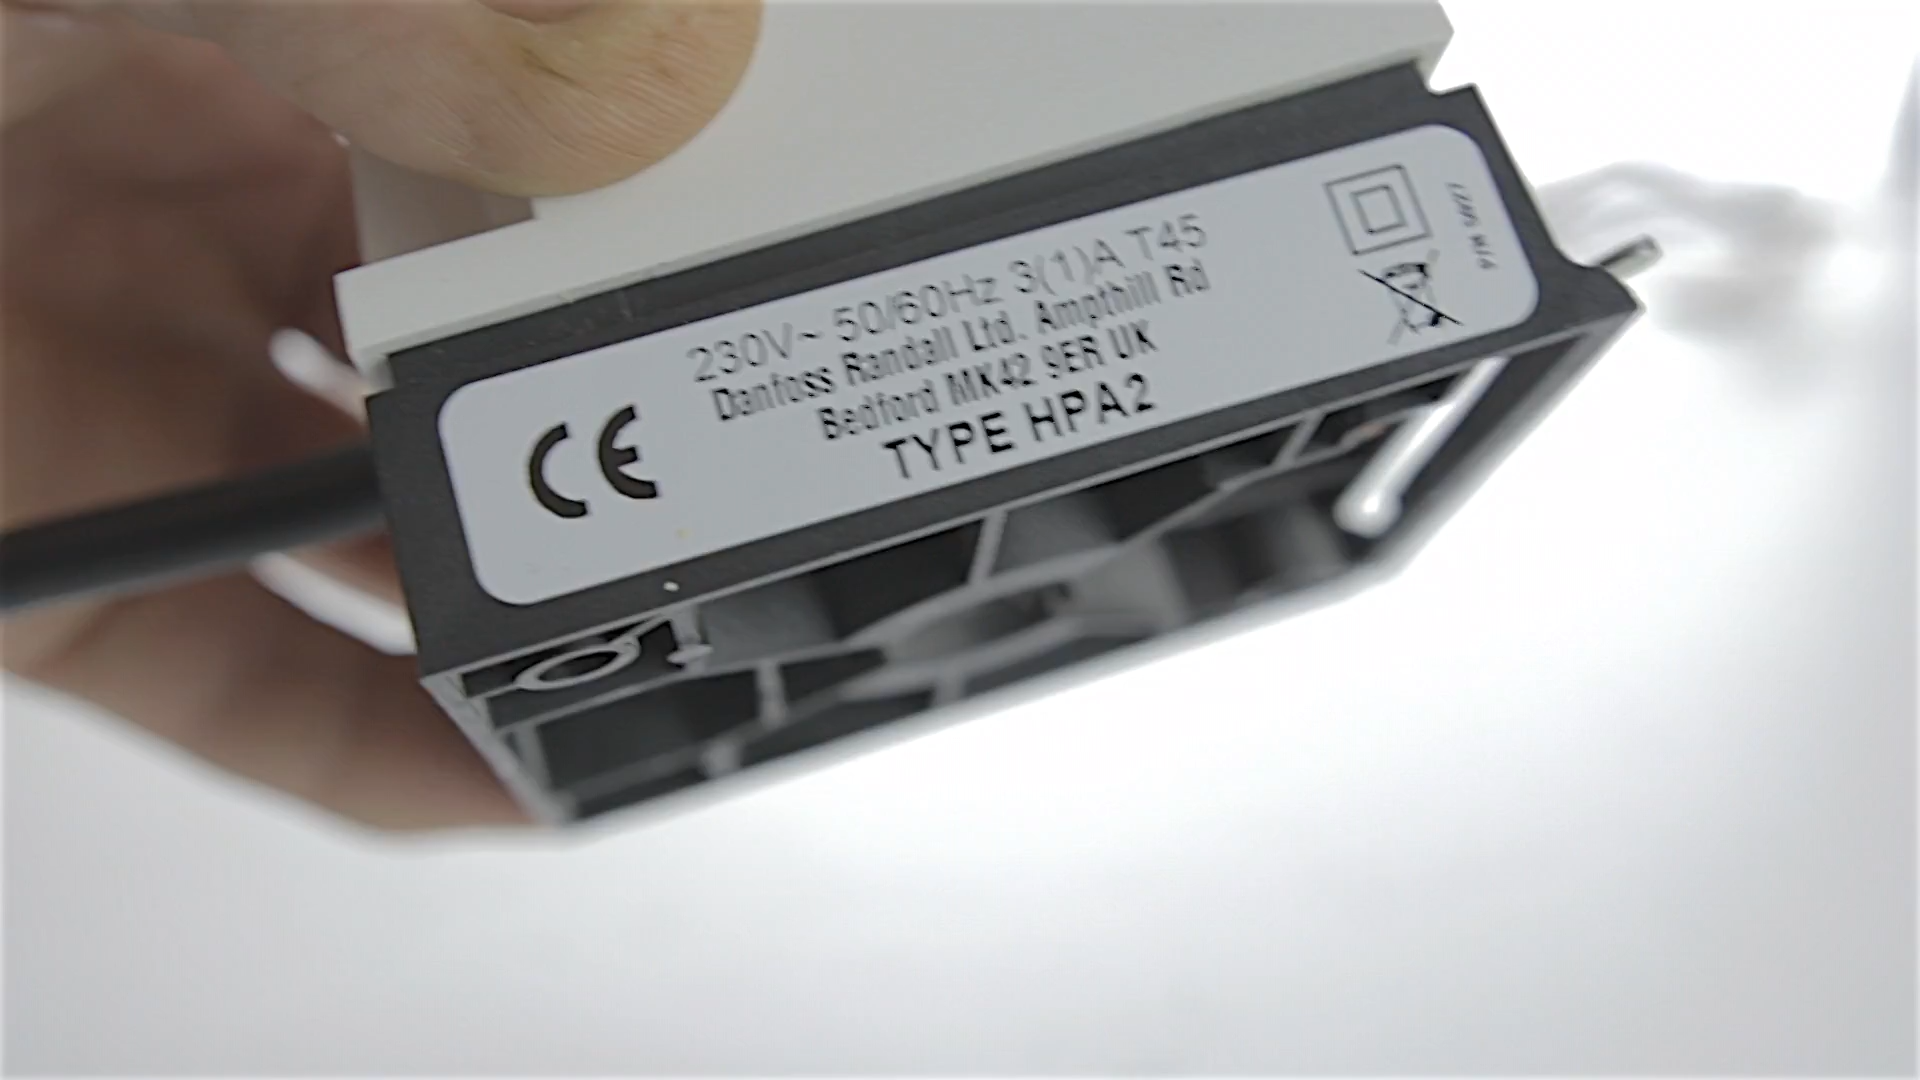 230V~ 50/60Hz 3(1)A T45
Danfoss Randall Ltd. Ampthill Rd
Bedford MK42 9ER UK
TYPE HPA2
CE